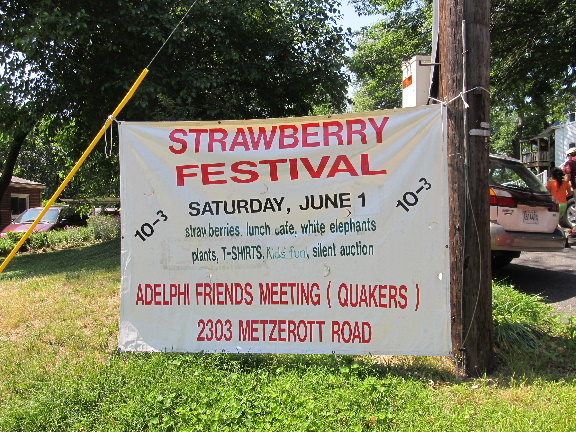 STRAWBERRY
FESTIVAL
SATURDAY, JUNE 1
10-3
10-3
strawberries, lunch cafe, white elephants
plants, T-SHIRTS, Kids fun, silent auction
ADELPHI FRIENDS MEETING ( QUAKERS )
2303 METZEROTT ROAD